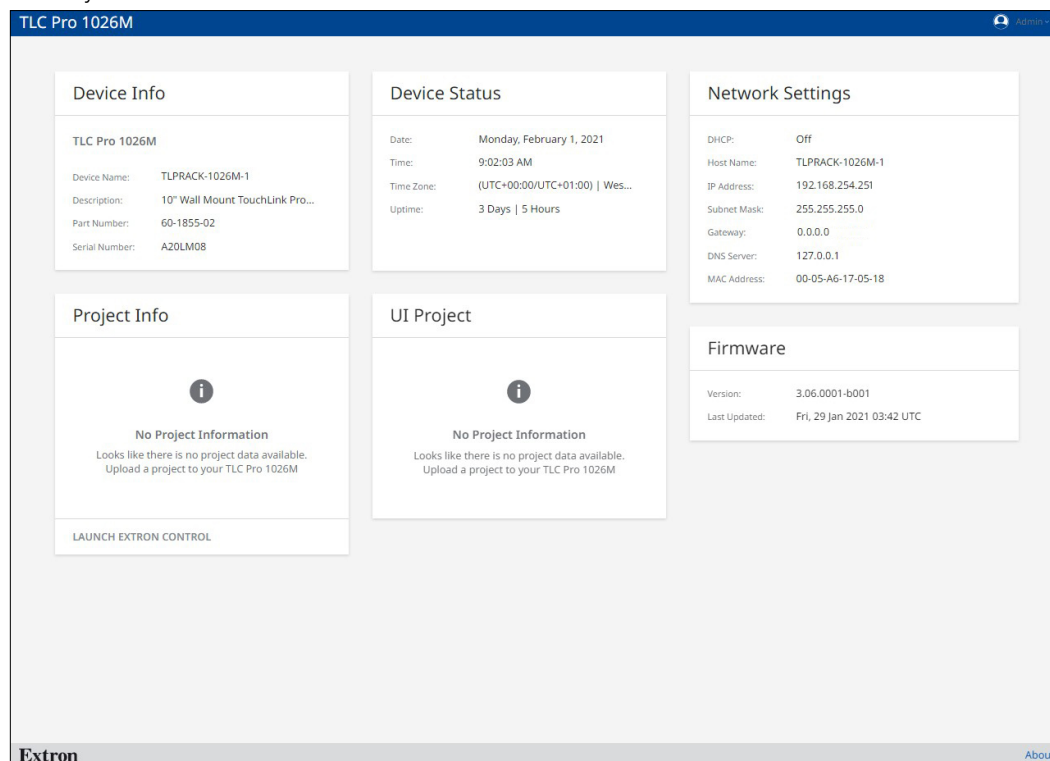 TLC Pro 1026M
Admin
Device Info
TLC Pro 1026M
Device Name: TLPRACK-1026M-1
Description: 10" Wall Mount TouchLink Pro...
Part Number: 60-1855-02
Serial Number: A20LM08
Device Status
Date: Monday, February 1, 2021
Time: 9:02:03 AM
Time Zone: (UTC+00:00/UTC+01:00) | Wes...
Uptime: 3 Days | 5 Hours
Network Settings
DHCP: Off
Host Name: TLPRACK-1026M-1
IP Address: 192.168.254.251
Subnet Mask: 255.255.255.0
Gateway: 0.0.0.0
DNS Server: 127.0.0.1
MAC Address: 00-05-A6-17-05-18
Project Info
No Project Information
Looks like there is no project data available.
Upload a project to your TLC Pro 1026M
LAUNCH EXTRON CONTROL
UI Project
No Project Information
Looks like there is no project data available.
Upload a project to your TLC Pro 1026M
Firmware
Version: 3.06.0001-b001
Last Updated: Fri, 29 Jan 2021 03:42 UTC
Extron
Abou